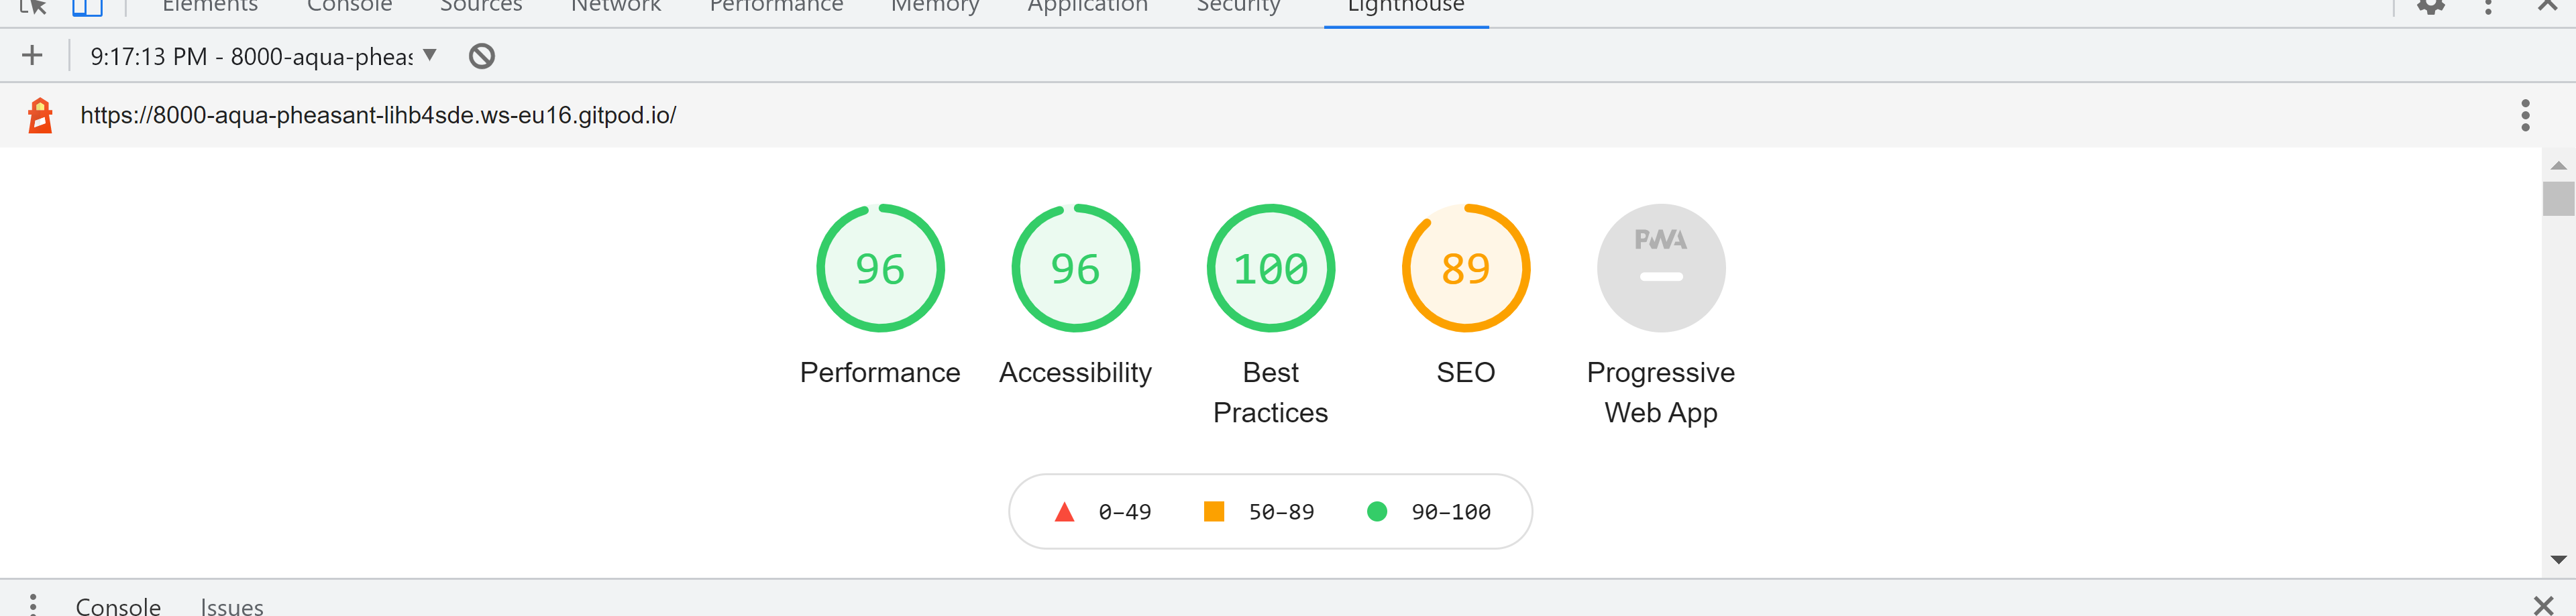 Elements Console Sources Network Performance Memory Application Security Lighthouse
9:17:13 PM - 8000-aqua-pheas
https://8000-aqua-pheasant-lihb4sde.ws-eu16.gitpod.io/
96 96 100 89 PWA
Performance Accessibility Best Practices SEO Progressive Web App
0–49 50–89 90–100
Console Issues